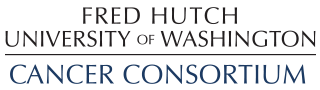 FRED HUTCH
UNIVERSITY OF WASHINGTON
CANCER CONSORTIUM